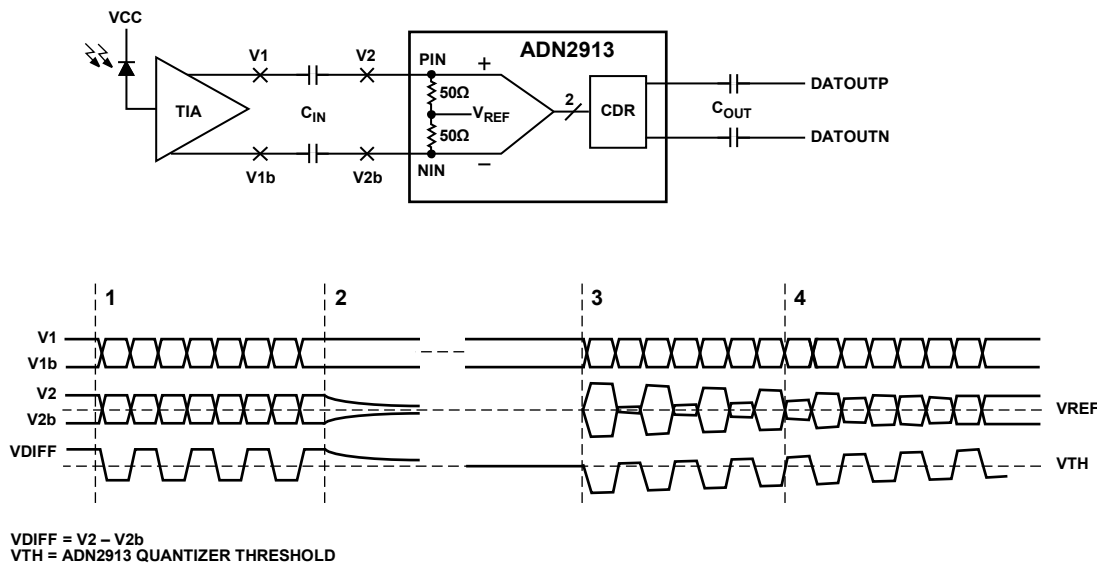 VCC
ADN2913
V1
V2
PIN
+
50Ω
TIA
CIN
VREF
2
CDR
COUT
DATOUTP
50Ω
DATOUTN
V1b
V2b
NIN
–
1
2
3
4
V1
V1b
V2
V2b
VREF
VDIFF
VTH
VDIFF = V2 – V2b
VTH = ADN2913 QUANTIZER THRESHOLD